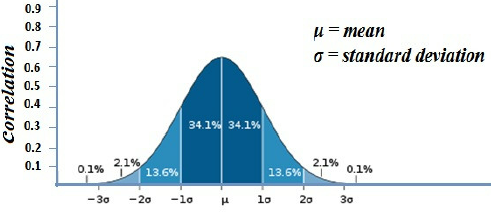 0.9
0.8
0.7
0.6
0.5
0.4
0.3
0.2
0.1
Correlation
μ = mean
σ = standard deviation
34.1% 34.1%
0.1% 2.1% 13.6% 13.6% 2.1% 0.1%
−3σ −2σ −1σ μ 1σ 2σ 3σ